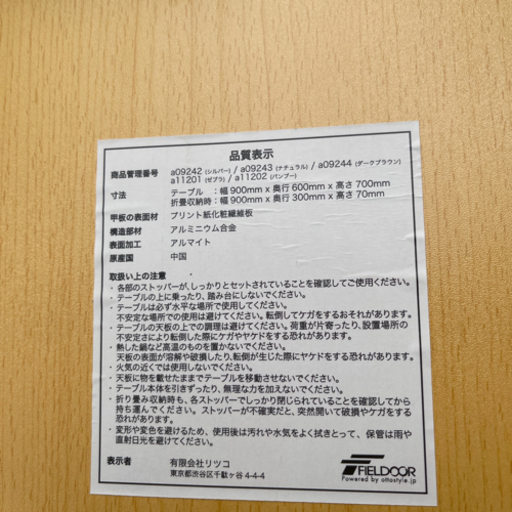 品質表示
商品管理番号 a09242 (シルバー) / a09243 (ナチュラル) / a09244 (ダークブラウン)
a11201 (ゼブラ) / a11202 (バンブー)
寸法 テーブル : 幅 900mm x 奥行 600mm x 高さ 700mm
折畳収納時 : 幅 900mm x 奥行 300mm x 高さ 70mm
甲板の表面材 プリント紙化粧繊維板
構造部材 アルミニウム合金
表面加工 アルマイト
原産国 中国
取扱い上の注意
・各部のストッパーが、しっかりとセットされていることを確認してご使用ください。
・テーブルの上に乗ったり、踏み台にしないでください。
・テーブルは必ず水平な場所で使用してください。
不安定な場所での使用は避けてください。転倒してケガをするおそれがあります。
・テーブルの天板の上での調理は避けてください。荷重が片寄ったり、設置場所の
不安定さにより転倒した際にケガやヤケドをする恐れがあります。
・熱した鍋など高温のものを置かないでください。
天板の表面が溶解や破損したり、転倒が生じた際にヤケドをする恐れがあります。
・火気の近くでは使用しないでください。
・天板に物を載せたままでテーブルを移動させないでください。
・テーブル本体を引きずったり、無理な力を加えないでください。
・折り畳み収納時も、各ストッパーでしっかり閉じられていることを確認してから
持ち運んでください。ストッパーが不確実だと、突然開いて破損やケガをする
恐れがあります。
・変形や変色を避けるため、使用後は汚れや水気をよく拭きとって、保管は雨や
直射日光を避けてください。
表示者 有限会社リツコ
東京都渋谷区千駄ヶ谷 4-4-4
FIELDOOR
Powered by ottostyle.jp